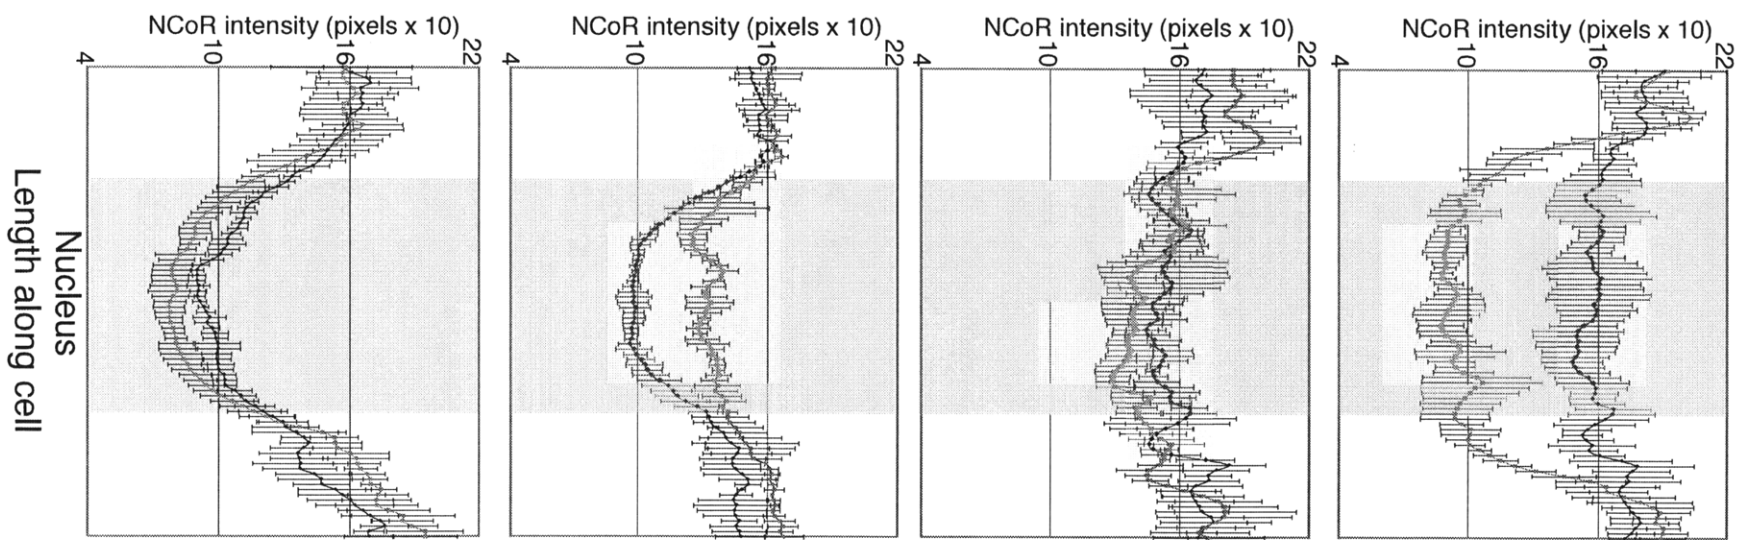 NCoR intensity (pixels x 10)
4
10
16
22
NCoR intensity (pixels x 10)
4
10
16
22
NCoR intensity (pixels x 10)
4
10
16
22
NCoR intensity (pixels x 10)
4
10
16
22
Nucleus
Length along cell